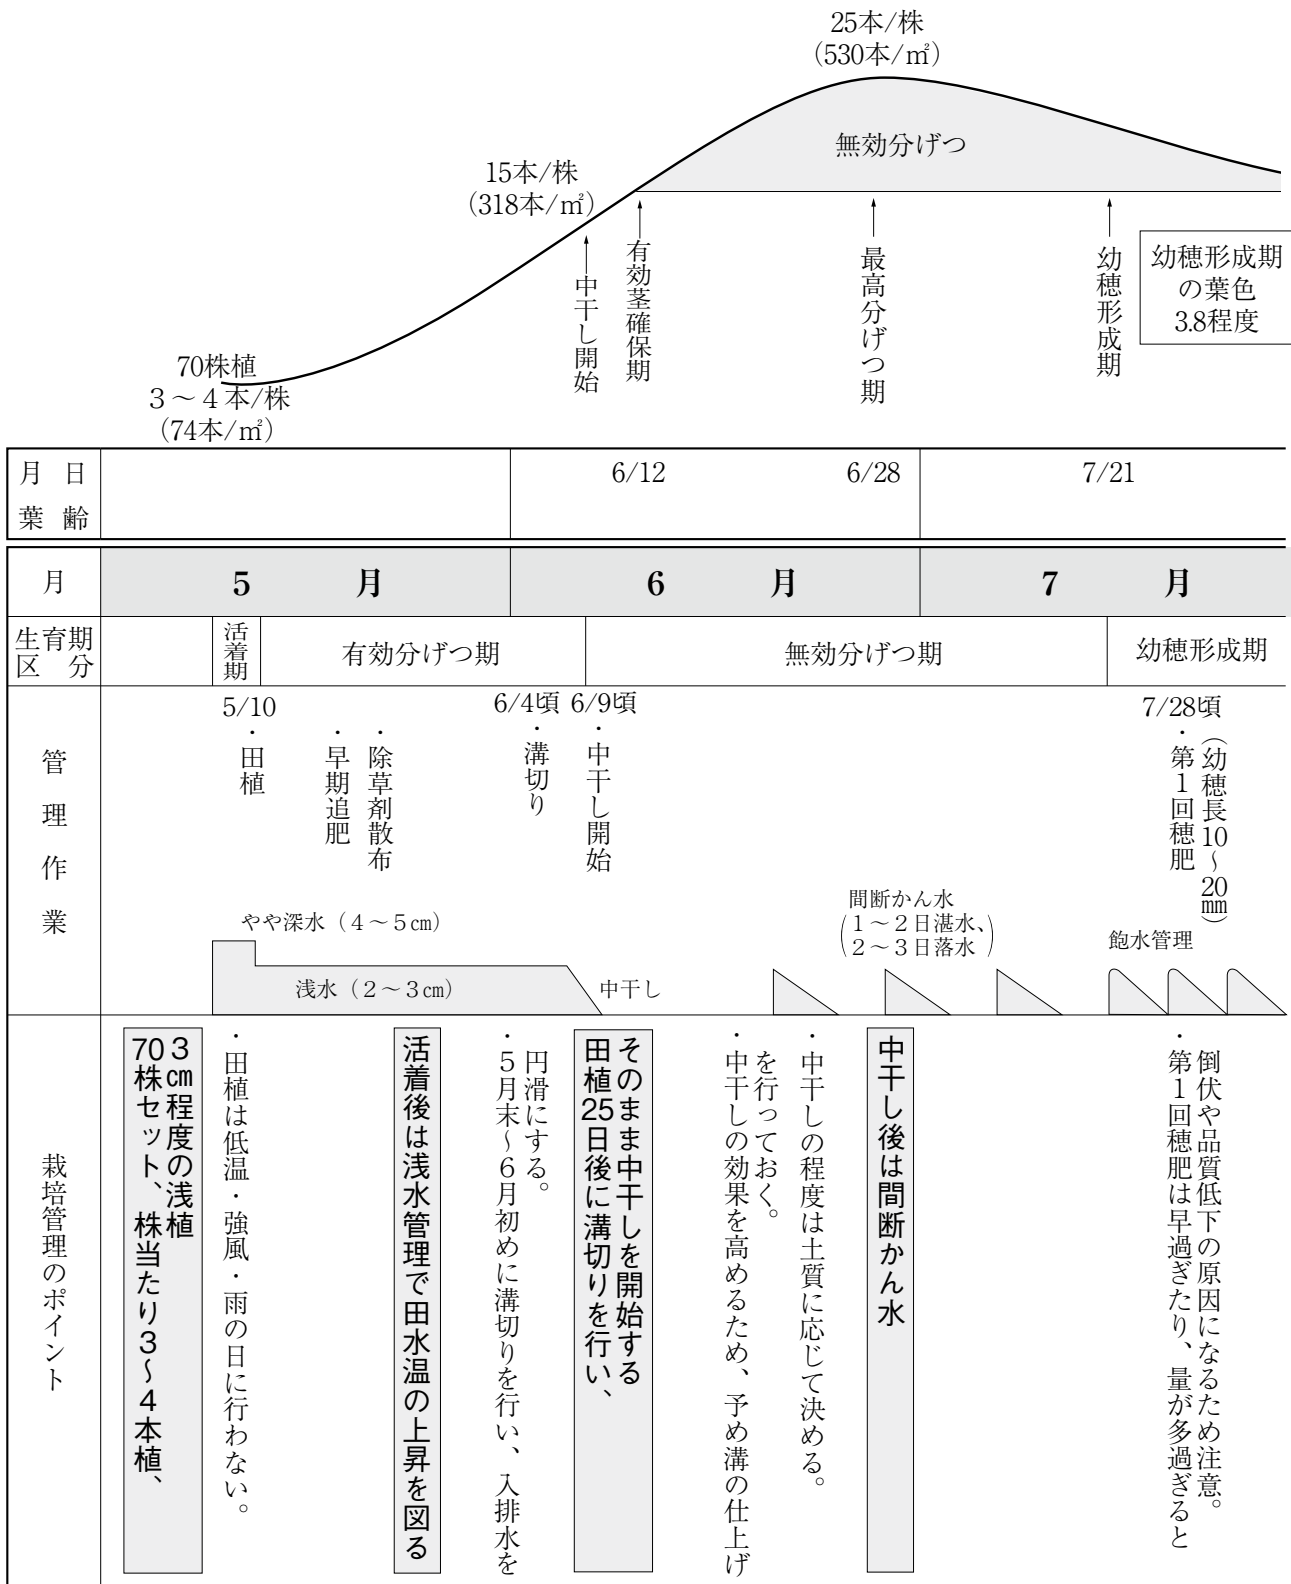 25本/株
(530本/㎡)
無効分げつ
15本/株
(318本/㎡)
中干し開始
有効茎確保期
最高分げつ期
幼穂形成期
幼穂形成期
の葉色
3.8程度
70株植
3～4本/株
(74本/㎡)
月日
葉齢
6/12
6/28
7/21
月
5月
6月
7月
生育期
区分
活着期
有効分げつ期
無効分げつ期
幼穂形成期
管理作業
5/10
・田植
・早期追肥
・除草剤散布
6/4頃
・溝切り
6/9頃
・中干し開始
7/28頃
・第1回穂肥
(幼穂長10～20㎜)
やや深水（4～5㎝）
浅水（2～3㎝）
中干し
間断かん水
(1～2日湛水、
2～3日落水)
飽水管理
栽培管理のポイント
70株セット、株当たり3～4本植、
3㎝程度の浅植
・田植は低温・強風・雨の日に行わない。
活着後は浅水管理で田水温の上昇を図る
・5月末～6月初めに溝切りを行い、入排水を
円滑にする。
田植25日後に溝切りを行い、
そのまま中干しを開始する
・中干しの効果を高めるため、予め溝の仕上げ
を行っておく。
・中干しの程度は土質に応じて決める。
中干し後は間断かん水
・第1回穂肥は早過ぎたり、量が多過ぎると
倒伏や品質低下の原因になるため注意。